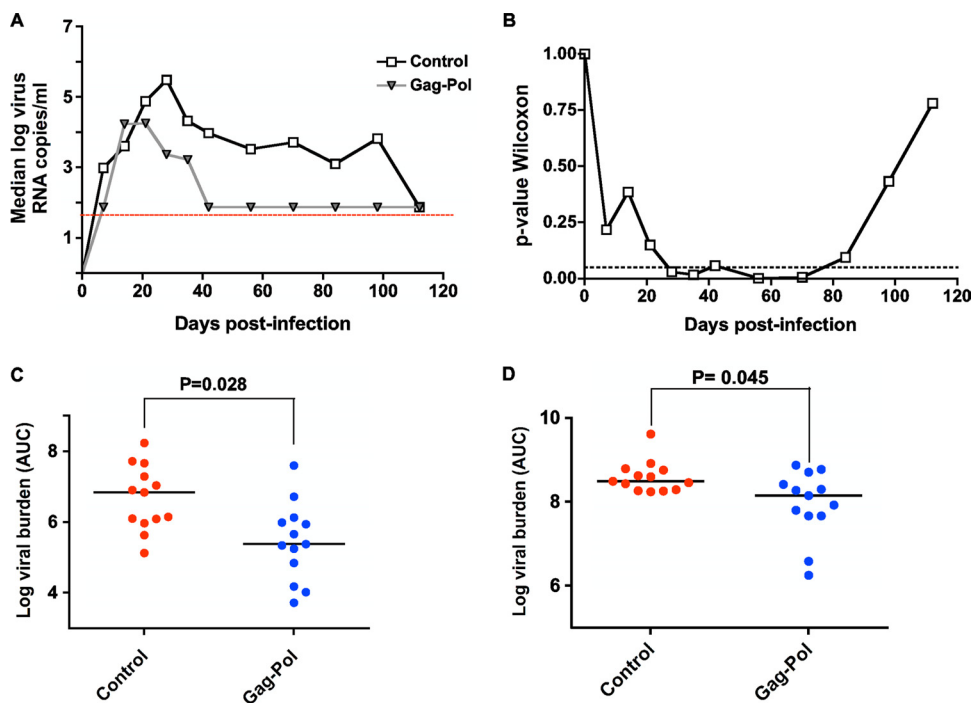 A
7
5
3
1
Median log virus
RNA copies/ml
Control
Gag-Pol
0 20 40 60 80 100 120
Days post-infection
B
1.00
0.75
0.50
0.25
0.00
p-value Wilcoxon
0 20 40 60 80 100 120
Days post-infection
C
P=0.028
8
6
4
Log viral burden (AUC)
Control
Gag-Pol
D
P= 0.045
10
8
6
Log viral burden (AUC)
Control
Gag-Pol